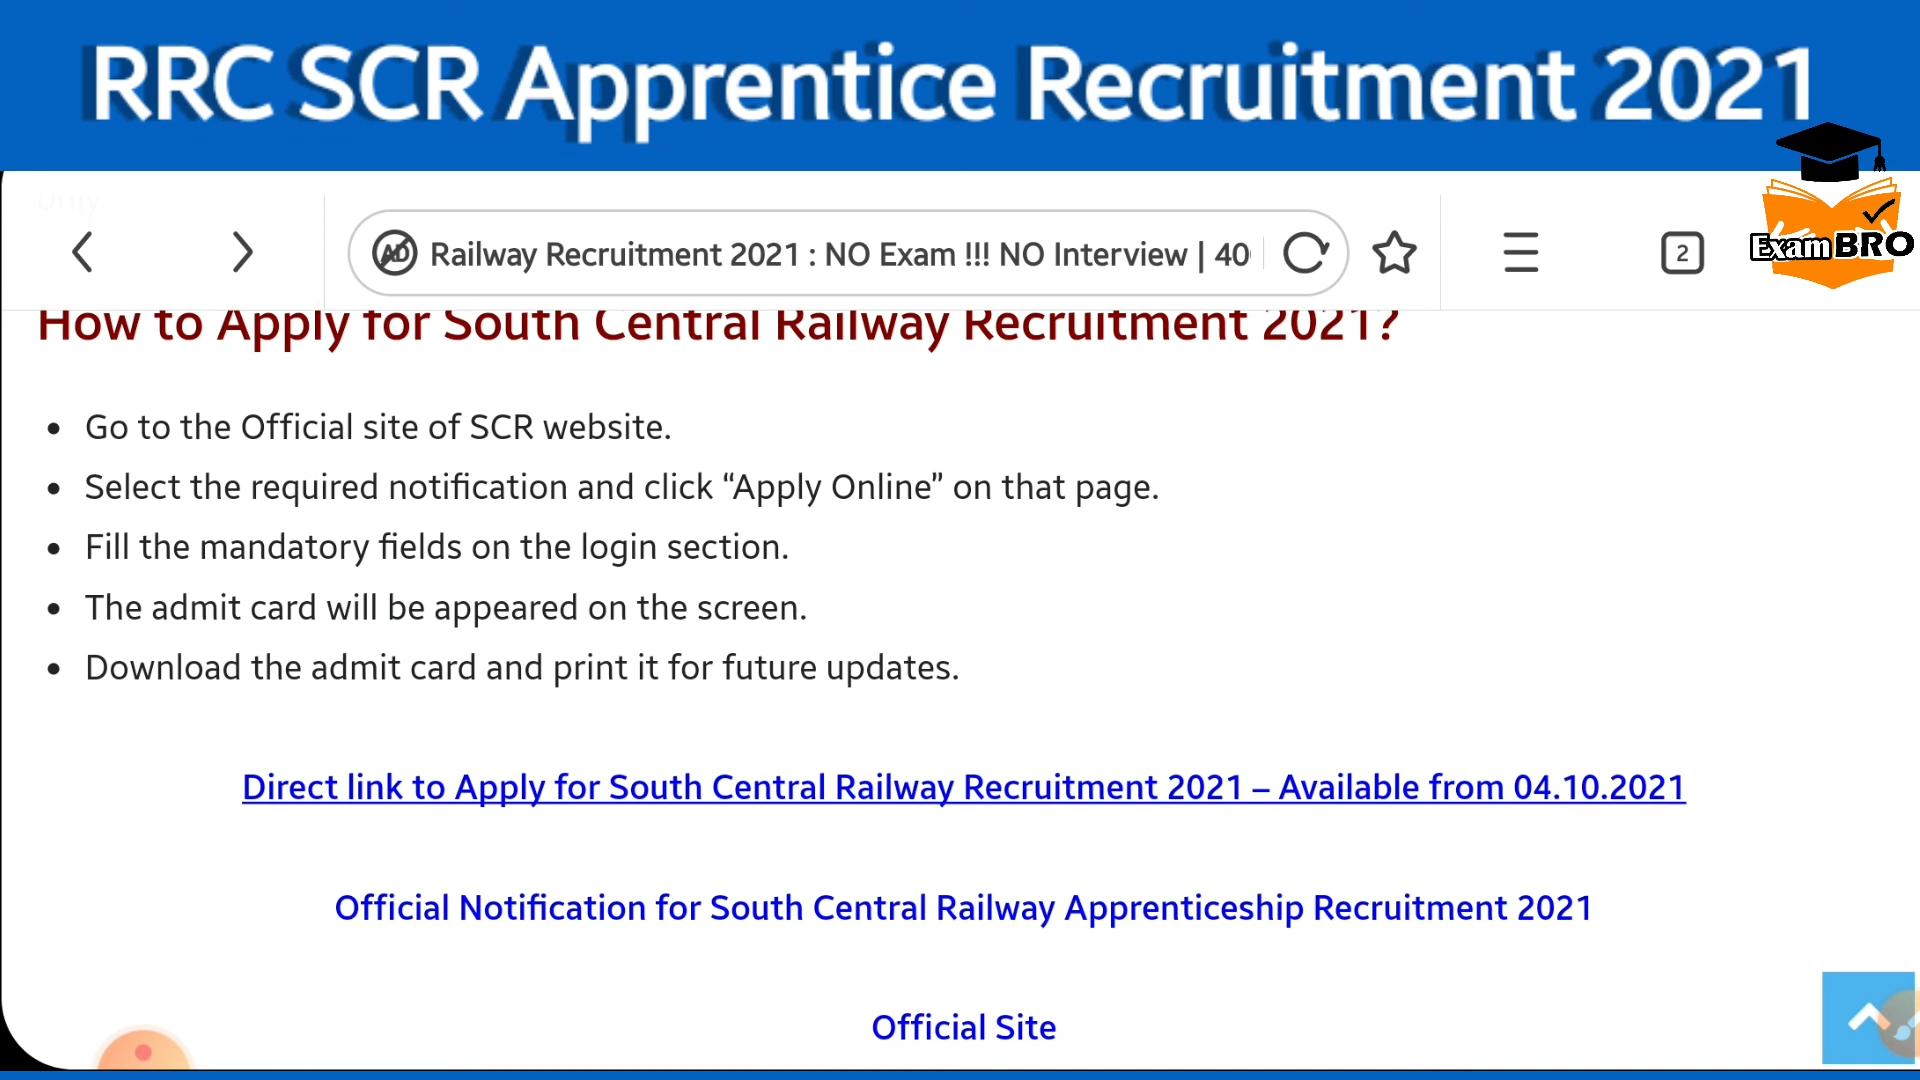 RRC SCR Apprentice Recruitment 2021
only.
AD Railway Recruitment 2021 : NO Exam !!! NO Interview | 40
2
Exam BRO
How to Apply for South Central Railway Recruitment 2021?
• Go to the Official site of SCR website.
• Select the required notification and click “Apply Online” on that page.
• Fill the mandatory fields on the login section.
• The admit card will be appeared on the screen.
• Download the admit card and print it for future updates.
Direct link to Apply for South Central Railway Recruitment 2021 – Available from 04.10.2021
Official Notification for South Central Railway Apprenticeship Recruitment 2021
Official Site